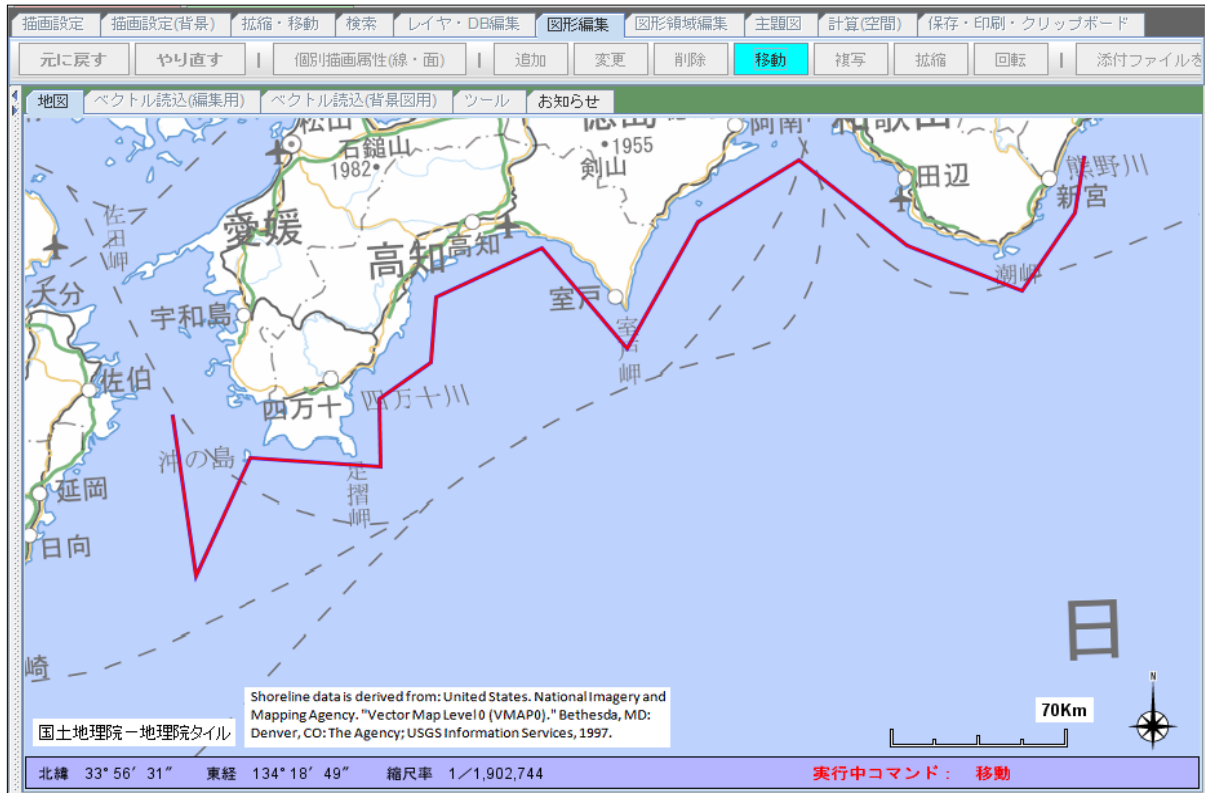 描画設定 描画設定(背景) 拡縮・移動 検索 レイヤ・DB編集 図形編集 図形領域編集 主題図 計算(空間) 保存・印刷・クリップボード
元に戻す やり直す | 個別描画属性(線・面) | 追加 変更 削除 移動 複写 拡縮 回転 | 添付ファイルを
地図 ベクトル読込(編集用) ベクトル読込(背景図用) ツール お知らせ
松山
徳島
阿南
和歌山
石鎚山
1982
1955
剣山
田辺
熊野川
新宮
佐田岬
愛媛
高知
高知
潮岬
大分
宇和島
室戸
室戸岬
佐伯
四万十
四万十川
沖の島
足摺岬
延岡
日向
日
崎
N
Shoreline data is derived from: United States. National Imagery and
Mapping Agency. "Vector Map Level 0 (VMAP0)." Bethesda, MD:
Denver, CO: The Agency; USGS Information Services, 1997.
国土地理院－地理院タイル
70Km
北緯 33°56′31″ 東経 134°18′49″ 縮尺率 1／1,902,744 実行中コマンド： 移動